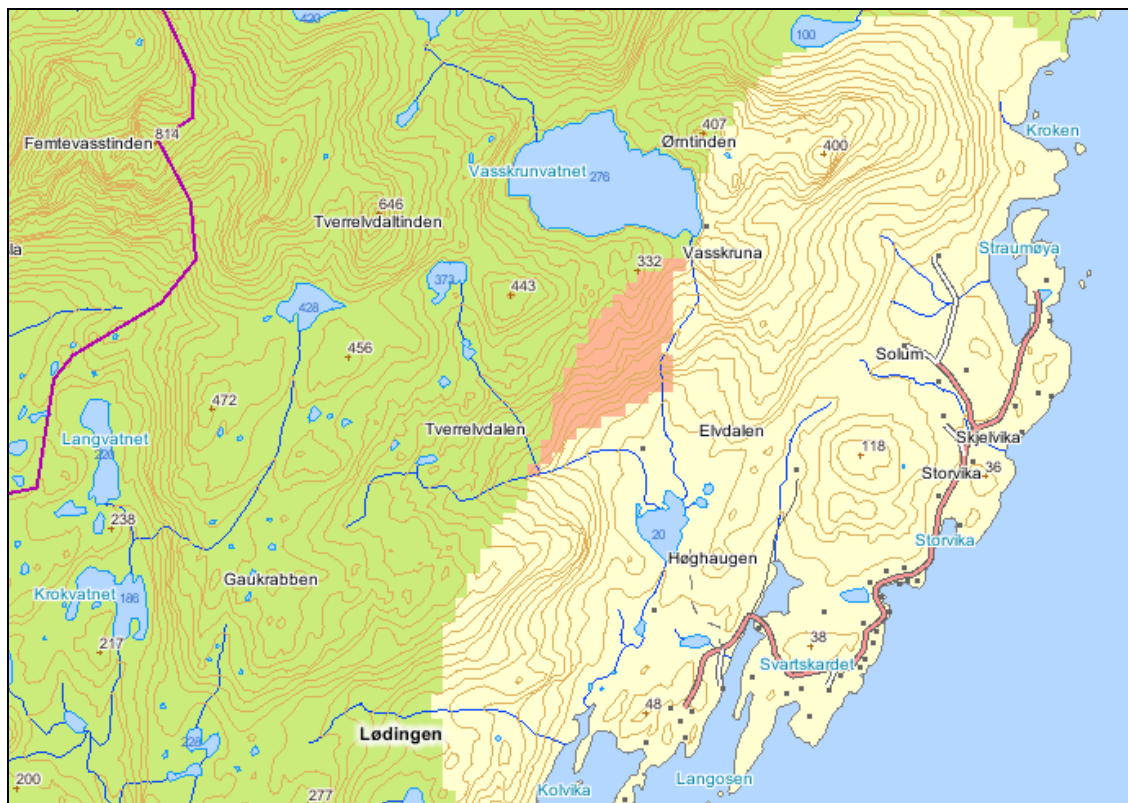 420
100
814
Femtevasstinden
407
Ørntinden
400
Kroken
Vasskrunvatnet
276
646
Tverrelvdaltinden
la
Vasskruna
Straumøya
332
373
443
428
456
Solum
472
Langvatnet
220
Tverrelvdalen
Elvdalen
Skjelvika
118
Storvika
36
238
20
Storvika
Høghaugen
Gaukrabben
Krokvatnet
186
217
38
Svartskardet
48
Lødingen
228
200
277
Langosen
Kolvika